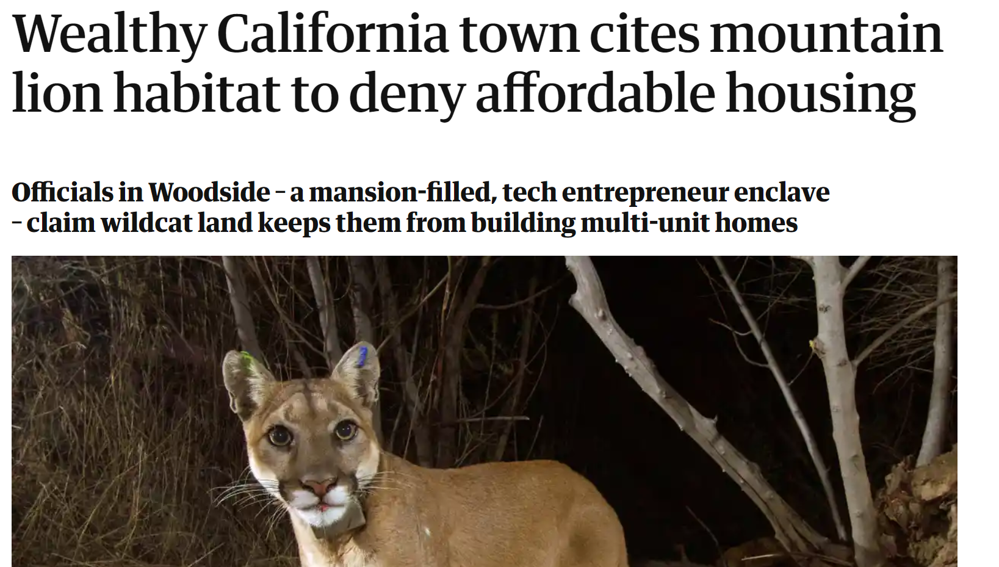 Wealthy California town cites mountain
lion habitat to deny affordable housing
Officials in Woodside – a mansion-filled, tech entrepreneur enclave
– claim wildcat land keeps them from building multi-unit homes